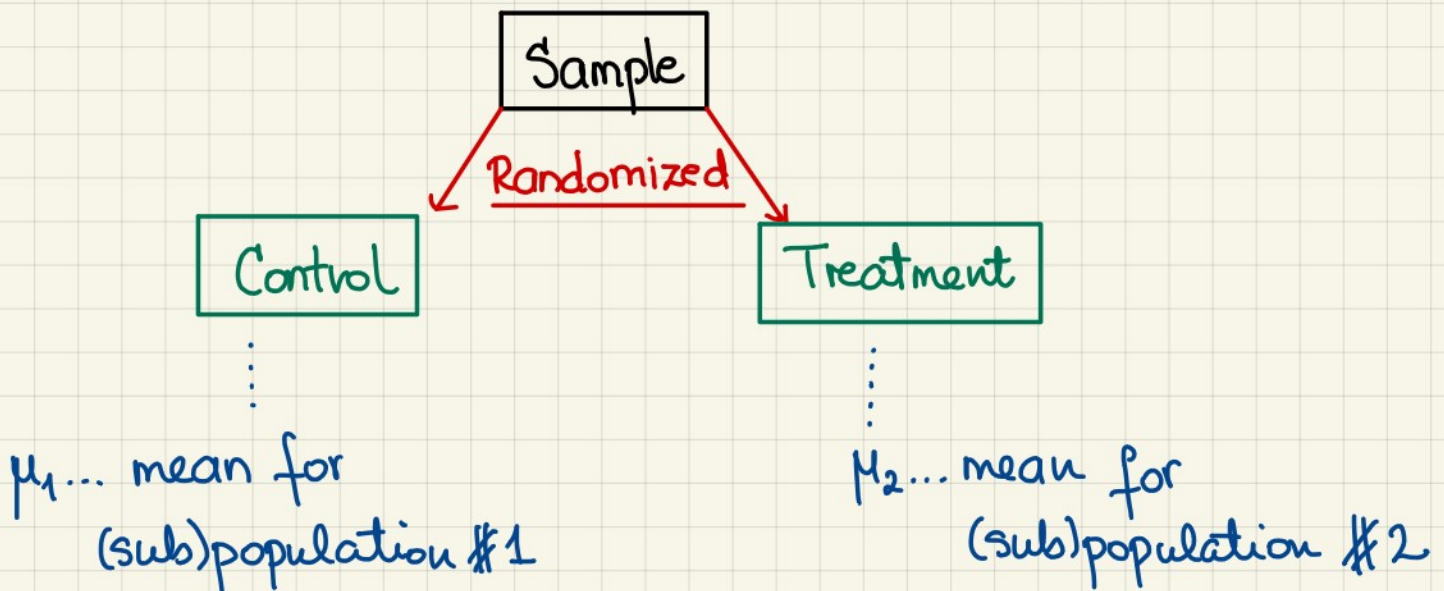 Sample
Randomized
Control
Treatment
μ₁... mean for
(sub)population #1
μ₂... mean for
(sub)population #2